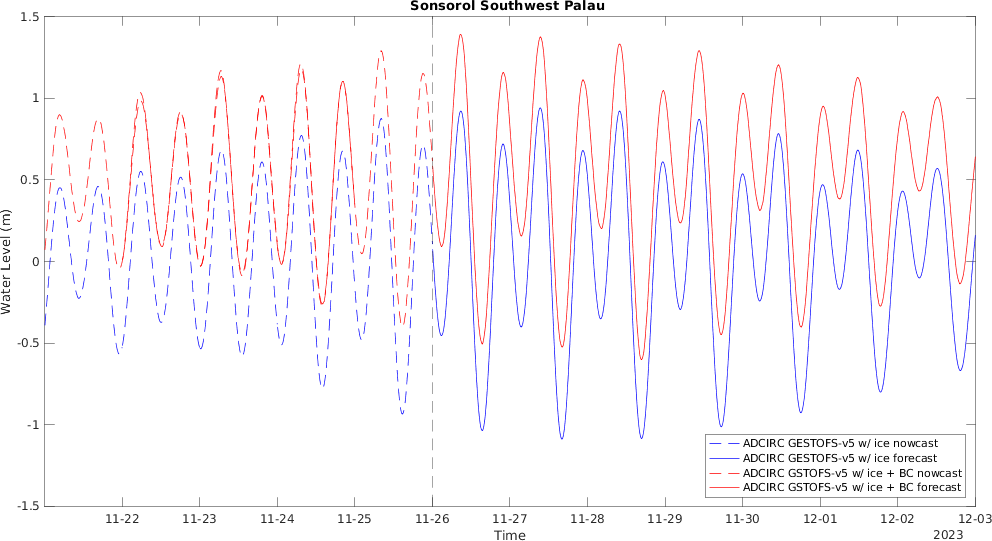 Sonsorol Southwest Palau
1.5
1
0.5
0
-0.5
-1
-1.5
Water Level (m)
ADCIRC GESTOFS-v5 w/ ice nowcast
ADCIRC GESTOFS-v5 w/ ice forecast
ADCIRC GSTOFS-v5 w/ ice + BC nowcast
ADCIRC GSTOFS-v5 w/ ice + BC forecast
11-22 11-23 11-24 11-25 11-26 11-27 11-28 11-29 11-30 12-01 12-02 12-03
Time
2023